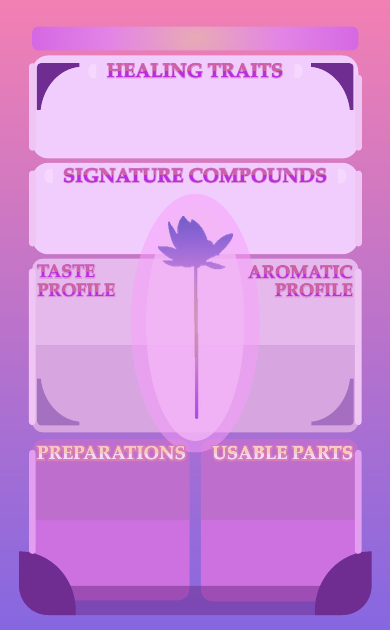 HEALING TRAITS
SIGNATURE COMPOUNDS
TASTE
PROFILE
AROMATIC
PROFILE
PREPARATIONS
USABLE PARTS